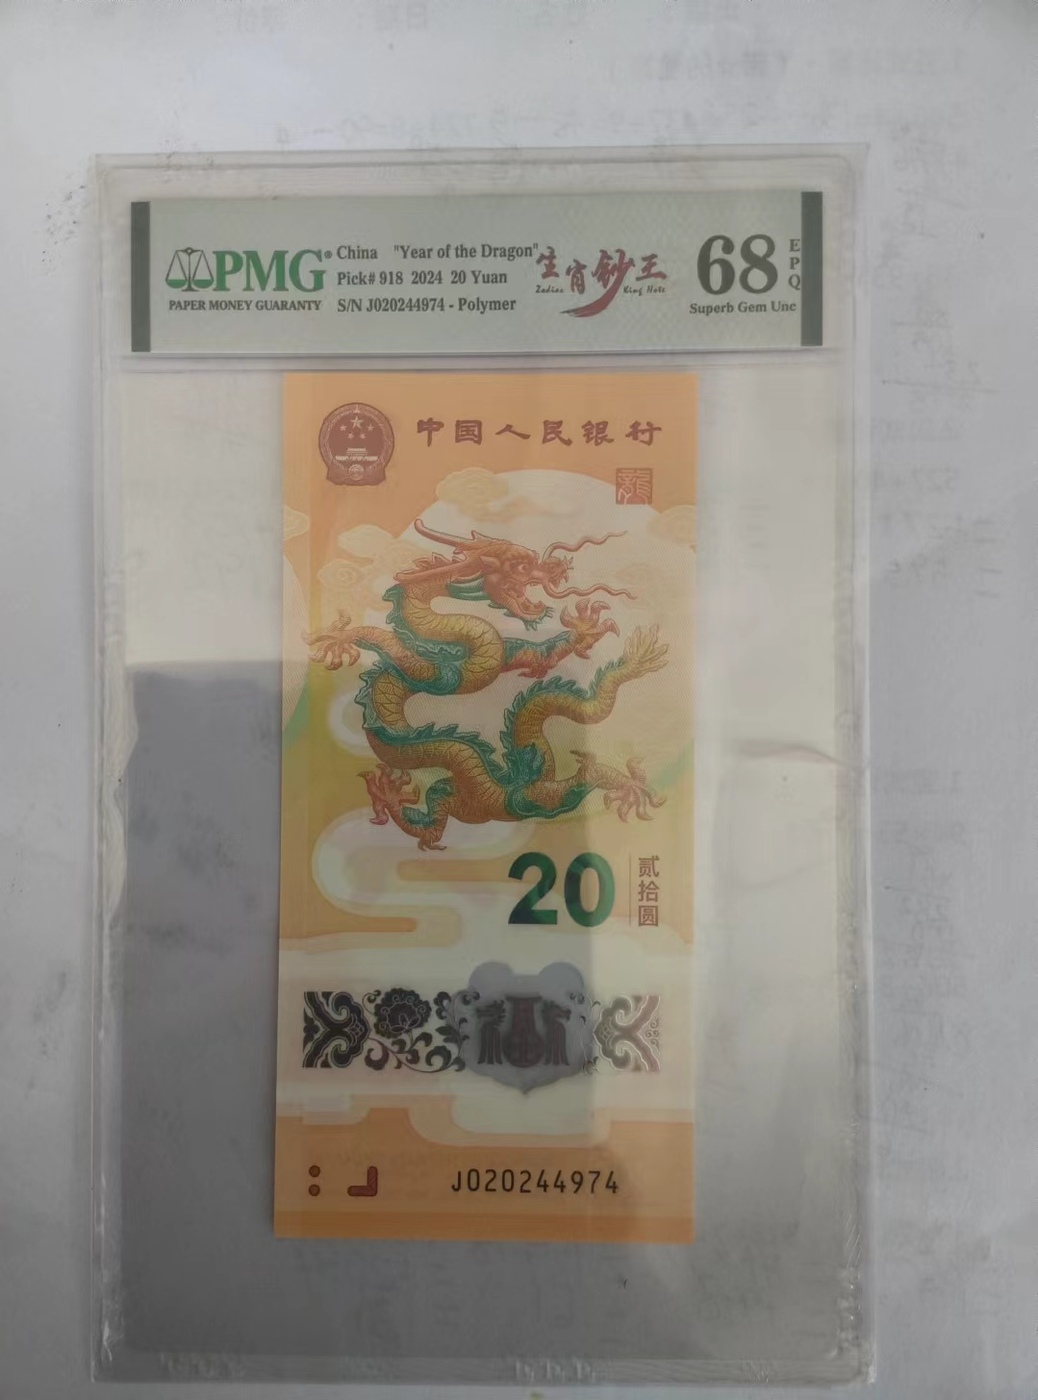 PMG®
PAPER MONEY GUARANTY
China "Year of the Dragon"
Pick# 918 2024 20 Yuan
S/N J020244974 - Polymer
生肖钞王
Zodiac King Note
68 EPQ
Superb Gem Unc
中国人民银行
龍
20
贰拾圆
J020244974